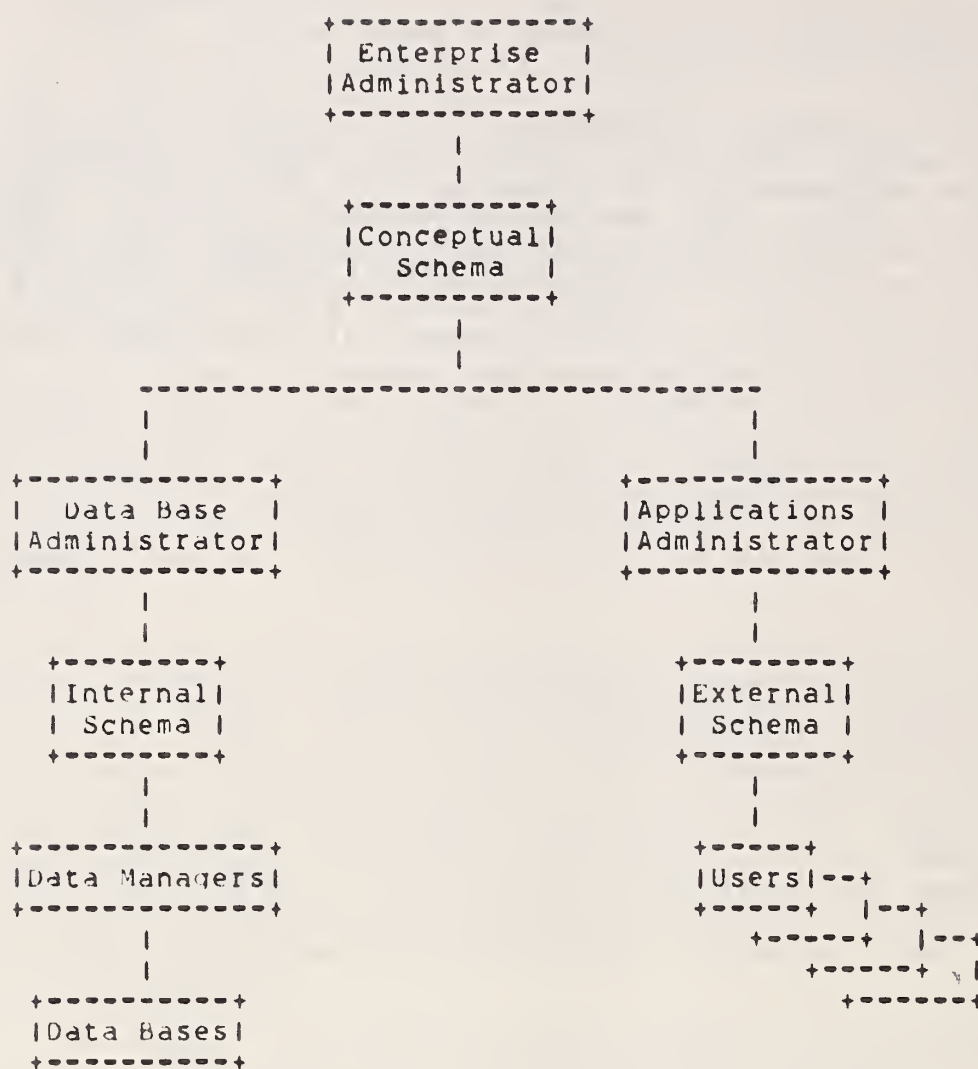 Enterprise
Administrator
Conceptual
Schema
Data Base
Administrator
Applications
Administrator
Internal
Schema
External
Schema
Data Managers
Users
Data Bases